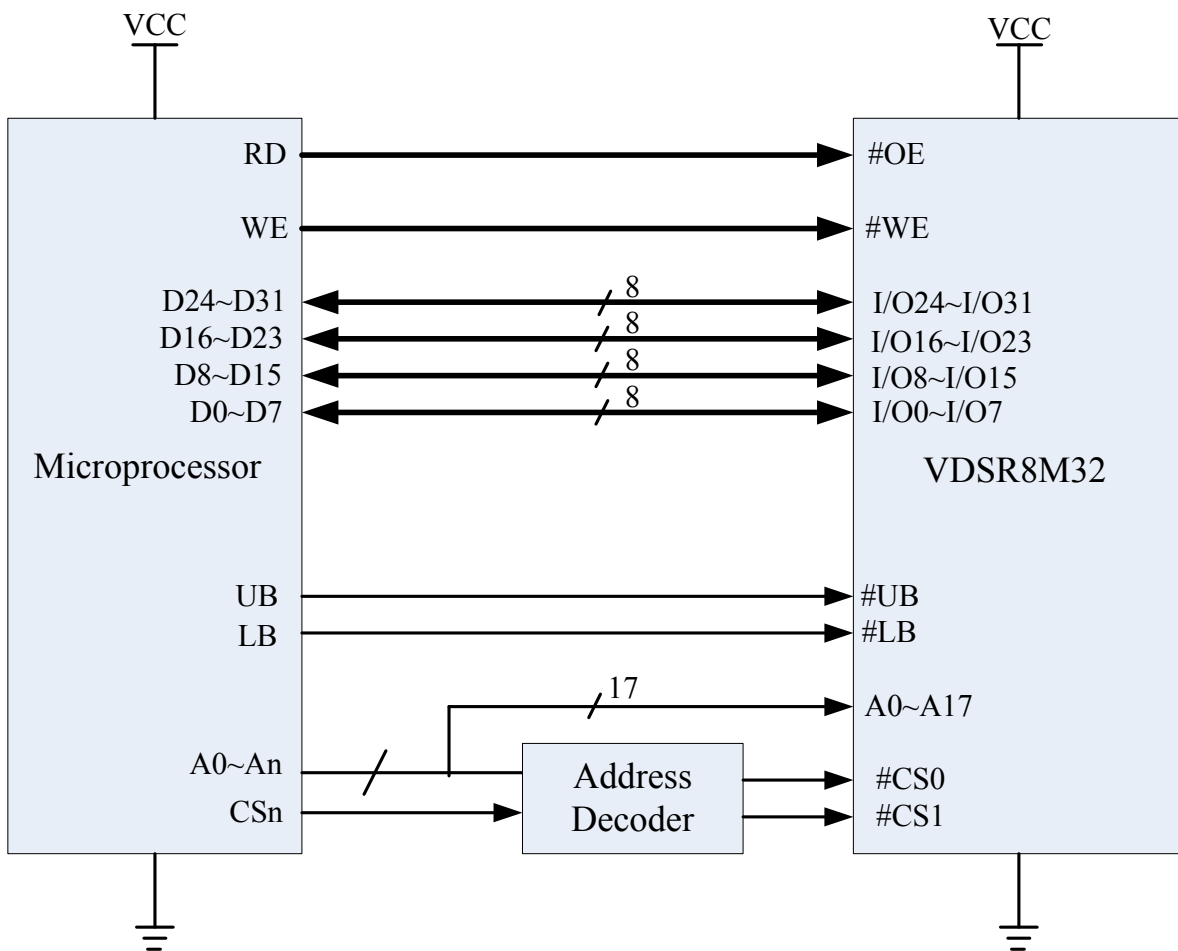 VCC
VCC
RD
#OE
WE
#WE
D24~D31
8
I/O24~I/O31
D16~D23
8
I/O16~I/O23
D8~D15
8
I/O8~I/O15
D0~D7
8
I/O0~I/O7
Microprocessor
VDSR8M32
UB
#UB
LB
#LB
17
A0~A17
A0~An
Address
Decoder
#CS0
CSn
#CS1